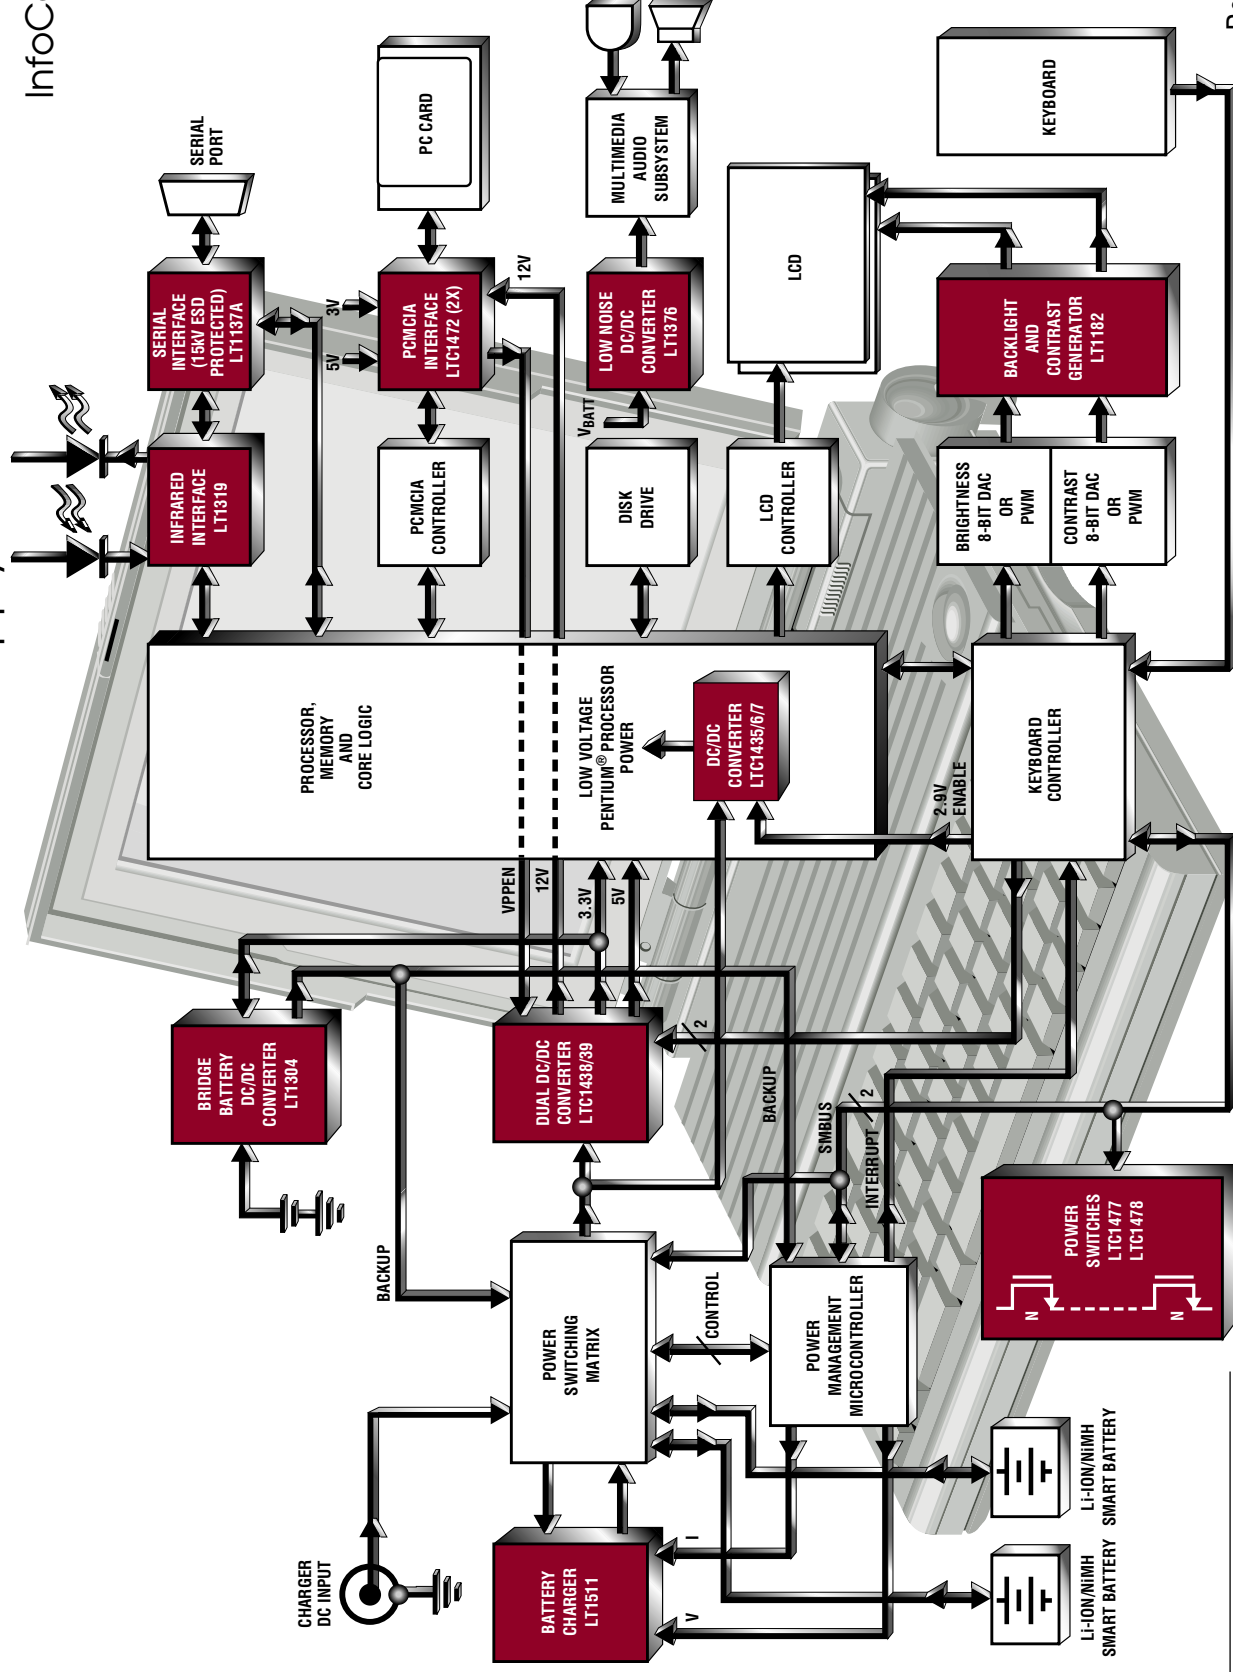 InfoCa
SERIAL
PORT
SERIAL
INTERFACE
(15kV ESD
PROTECTED)
LT1137A
INFRARED
INTERFACE
LT1319
PC CARD
3V
5V
12V
PCMCIA
INTERFACE
LTC1472 (2X)
PCMCIA
CONTROLLER
MULTIMEDIA
AUDIO
SUBSYSTEM
LOW NOISE
DC/DC
CONVERTER
LT1376
VBATT
DISK
DRIVE
LCD
LCD
CONTROLLER
KEYBOARD
BACKLIGHT
AND
CONTRAST
GENERATOR
LT1182
BRIGHTNESS
8-BIT DAC
OR
PWM
CONTRAST
8-BIT DAC
OR
PWM
PROCESSOR,
MEMORY
AND
CORE LOGIC
LOW VOLTAGE
PENTIUM® PROCESSOR
POWER
DC/DC
CONVERTER
LTC1435/6/7
2.9V
ENABLE
KEYBOARD
CONTROLLER
VPPEN
12V
3.3V
5V
BRIDGE
BATTERY
DC/DC
CONVERTER
LT1304
DUAL DC/DC
CONVERTER
LTC1438/39
2
BACKUP
SMBUS
2
INTERRUPT
BACKUP
POWER
SWITCHING
MATRIX
CONTROL
POWER
MANAGEMENT
MICROCONTROLLER
POWER
SWITCHES
LTC1477
LTC1478
N
N
CHARGER
DC INPUT
BATTERY
CHARGER
LT1511
I
V
Li-ION/NiMH
SMART BATTERY
Li-ION/NiMH
SMART BATTERY